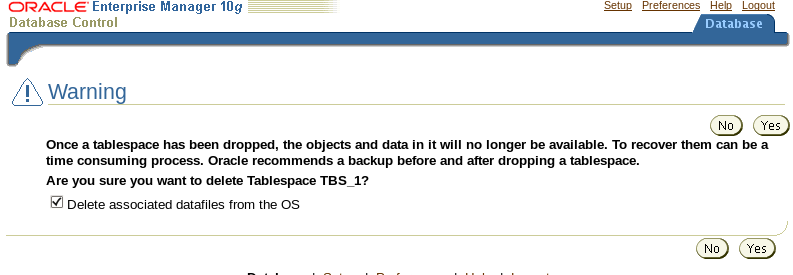 ORACLE Enterprise Manager 10g
Database Control
Setup Preferences Help Logout
Database
Warning
No Yes
Once a tablespace has been dropped, the objects and data in it will no longer be available. To recover them can be a
time consuming process. Oracle recommends a backup before and after dropping a tablespace.
Are you sure you want to delete Tablespace TBS_1?
Delete associated datafiles from the OS
No Yes